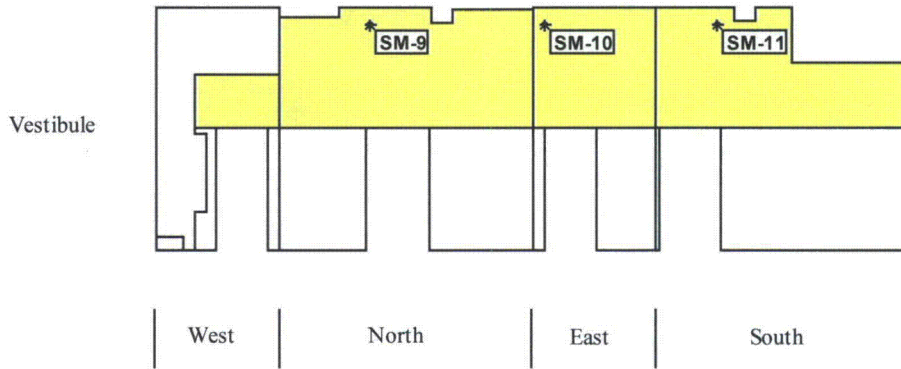 SM-9
SM-10
SM-11
Vestibule
West
North
East
South